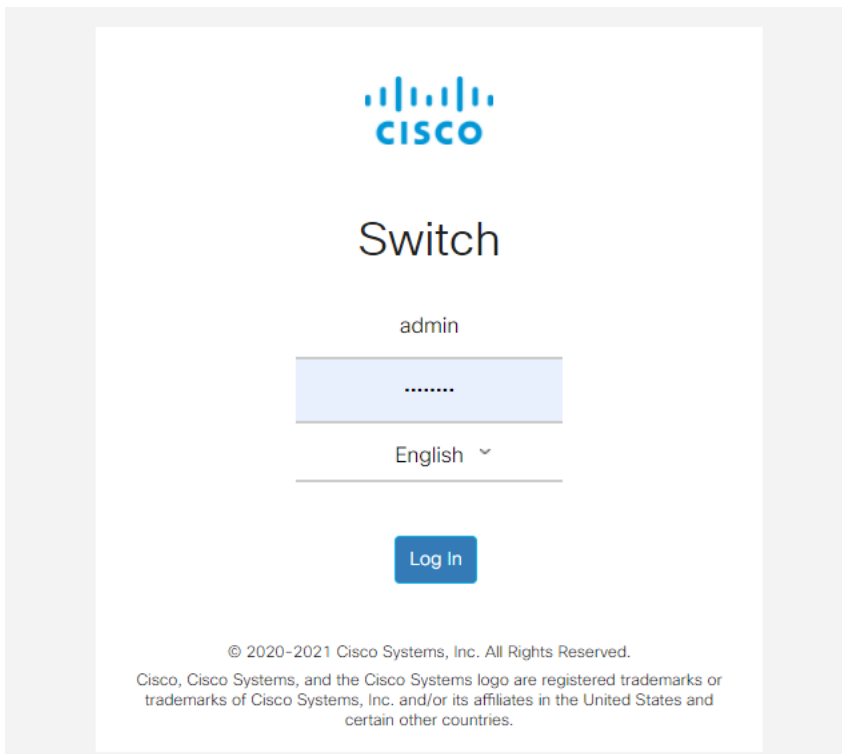 CISCO
Switch
admin
········
English
Log In
© 2020-2021 Cisco Systems, Inc. All Rights Reserved.
Cisco, Cisco Systems, and the Cisco Systems logo are registered trademarks or
trademarks of Cisco Systems, Inc. and/or its affiliates in the United States and
certain other countries.